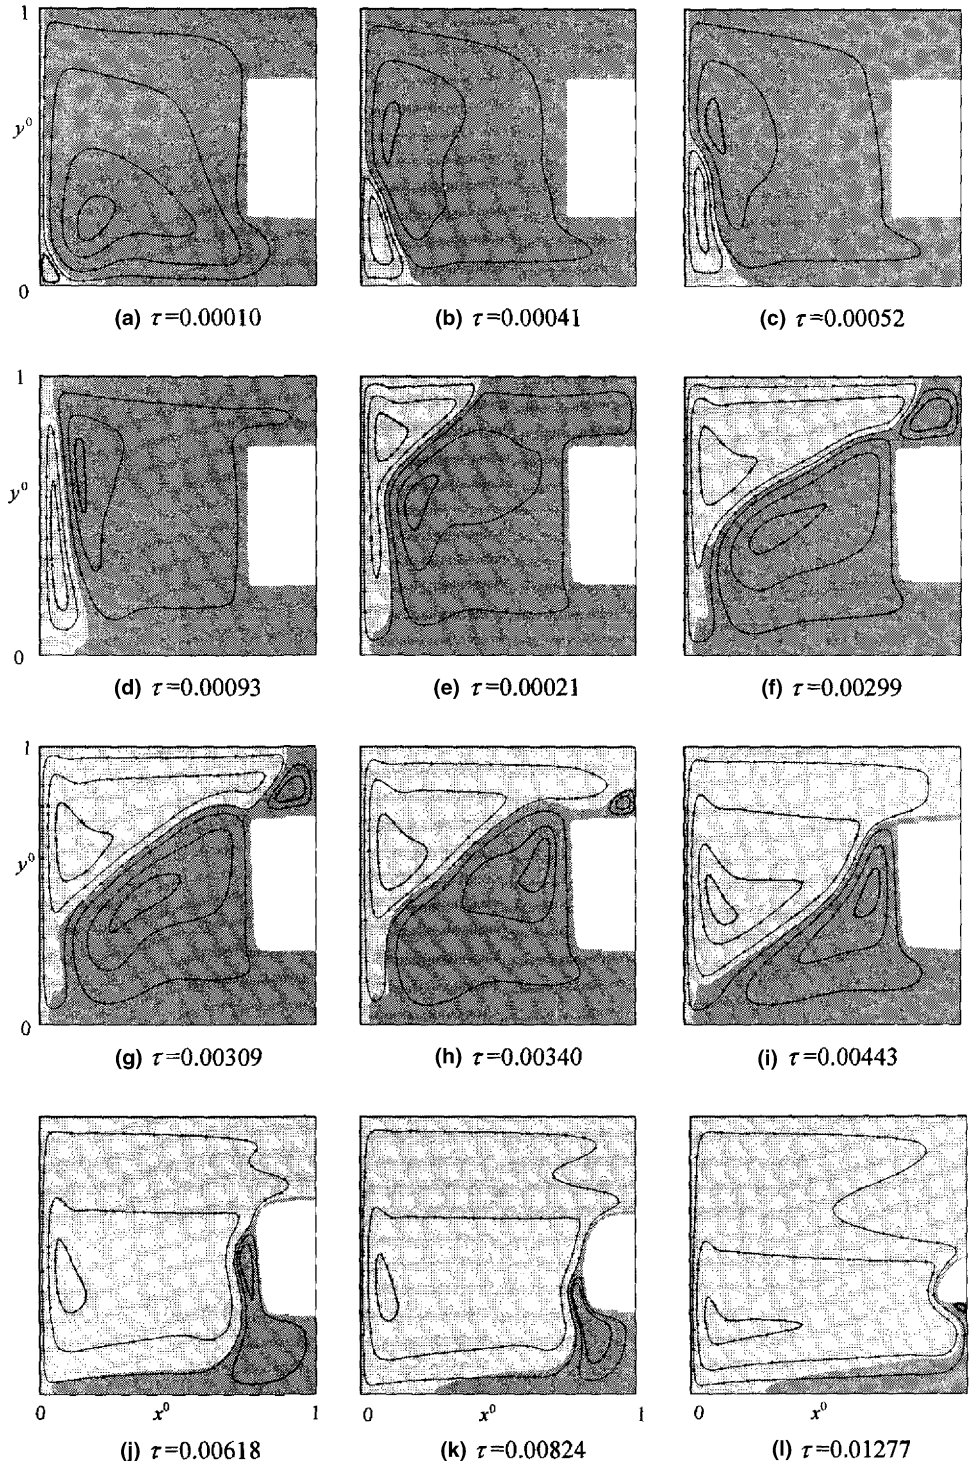 1
y⁰
0
(a) τ=0.00010
(b) τ=0.00041
(c) τ=0.00052
1
y⁰
0
(d) τ=0.00093
(e) τ=0.00021
(f) τ=0.00299
1
y⁰
0
(g) τ=0.00309
(h) τ=0.00340
(i) τ=0.00443
0 x⁰ 1
0 x⁰ 1
0 x⁰
(j) τ=0.00618
(k) τ=0.00824
(l) τ=0.01277